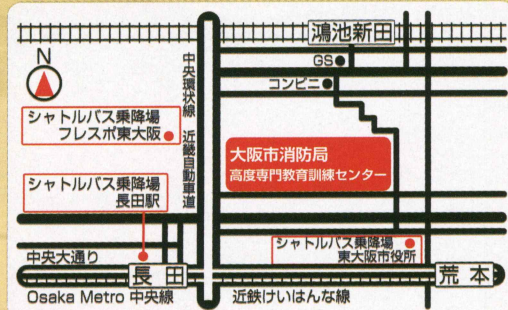 鴻池新田
N
GS
コンビニ
中央環状線 近畿自動車道
シャトルバス乗降場
フレスポ東大阪
大阪市消防局
高度専門教育訓練センター
シャトルバス乗降場
長田駅
シャトルバス乗降場
東大阪市役所
中央大通り
長田
荒本
Osaka Metro 中央線
近鉄けいはんな線